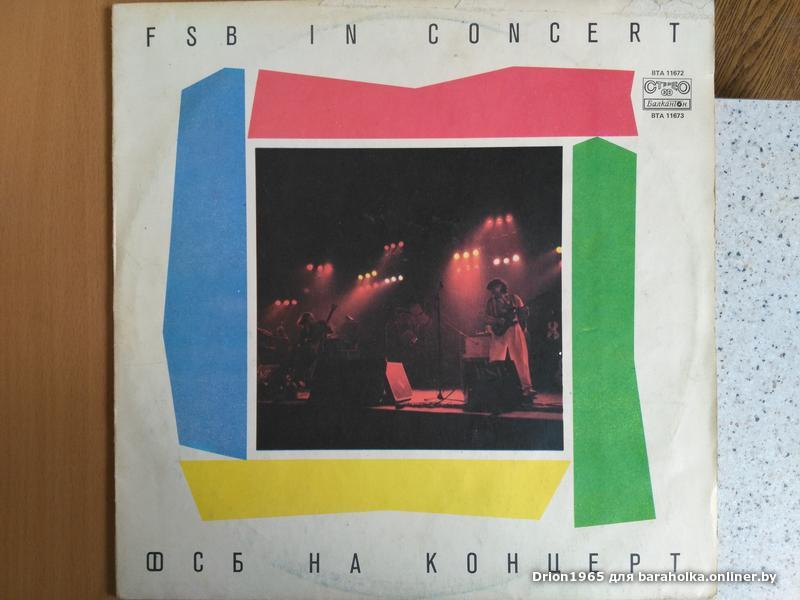 FSB IN CONCERT
ВТА 11672
СТЕРЕО
Балкантон
ВТА 11673
ФСБ НА КОНЦЕРТ
Drion1965 для baraholka.onliner.by